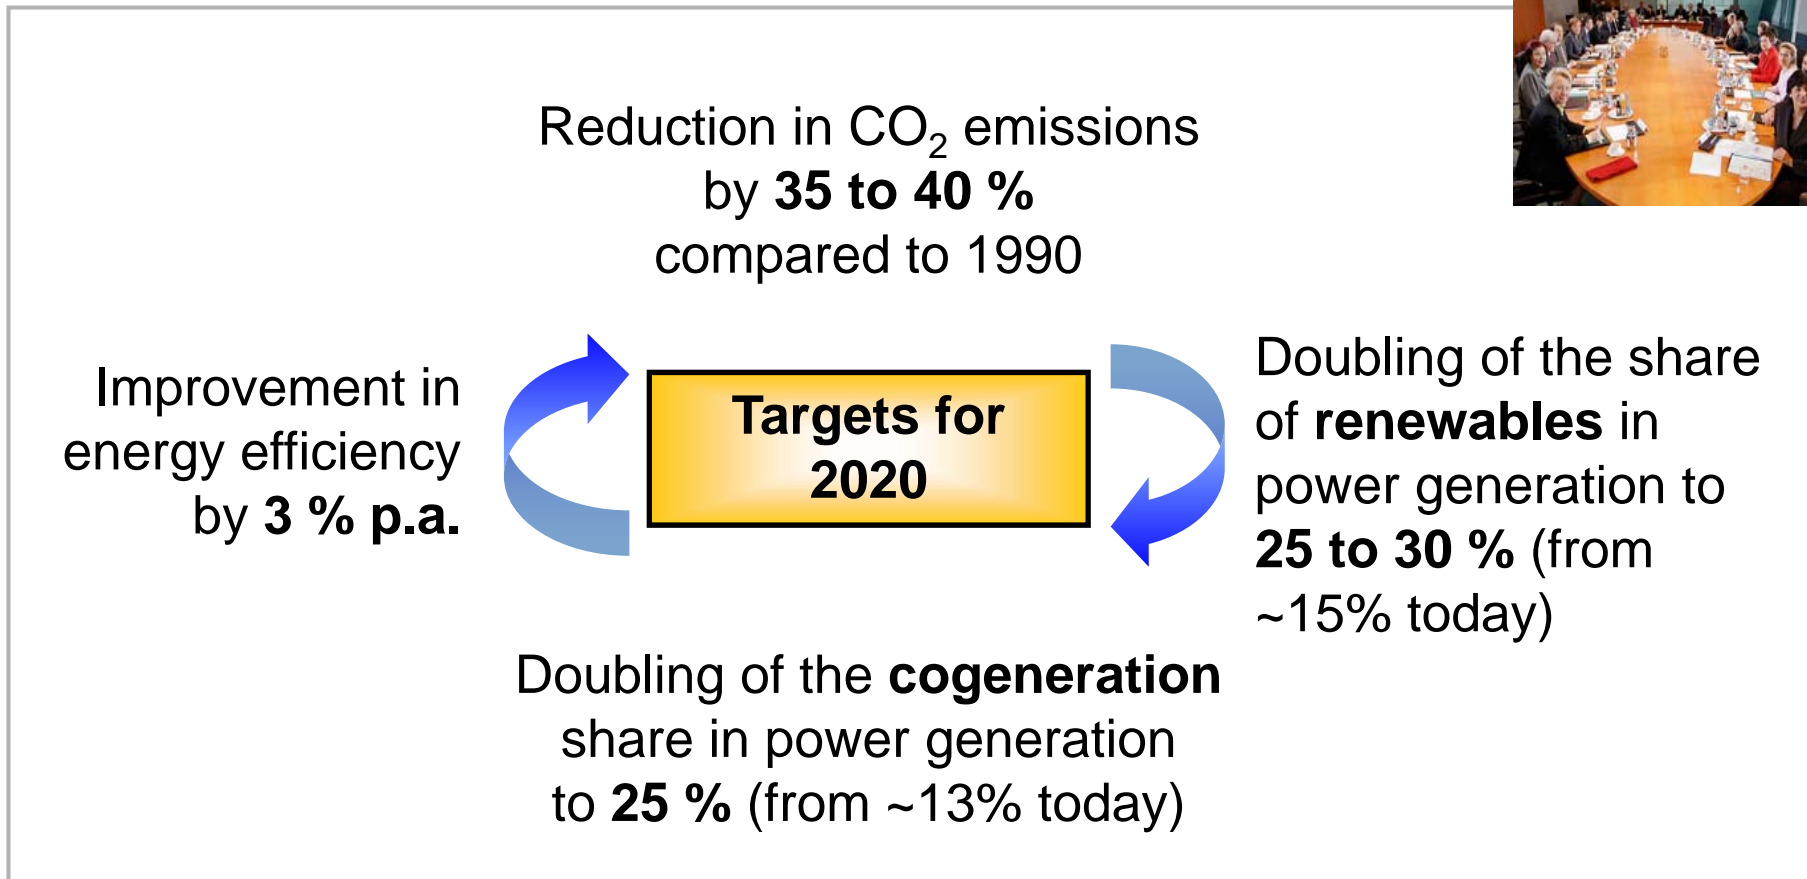 Reduction in CO₂ emissions
by 35 to 40 %
compared to 1990
Improvement in
energy efficiency
by 3 % p.a.
Targets for
2020
Doubling of the share
of renewables in
power generation to
25 to 30 % (from
~15% today)
Doubling of the cogeneration
share in power generation
to 25 % (from ~13% today)